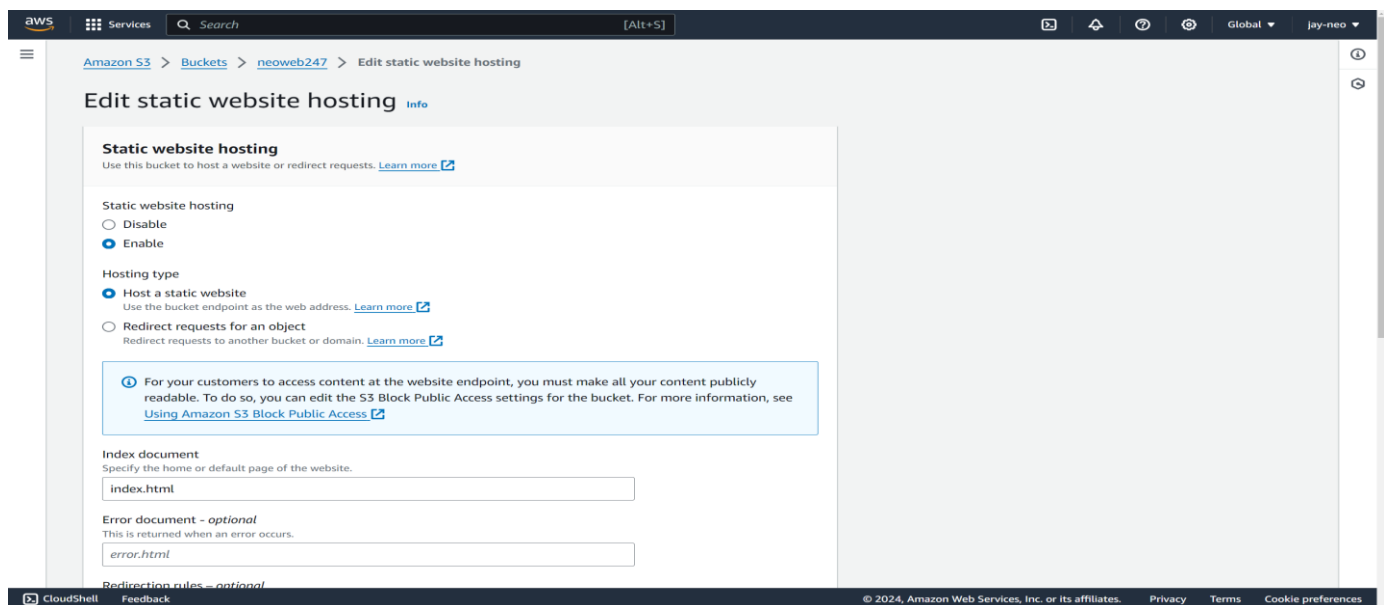 aws Services Search [Alt+S] Global jay-neo
Amazon S3 > Buckets > neoweb247 > Edit static website hosting
Edit static website hosting Info
Static website hosting
Use this bucket to host a website or redirect requests. Learn more
Static website hosting
Disable
Enable
Hosting type
Host a static website
Use the bucket endpoint as the web address. Learn more
Redirect requests for an object
Redirect requests to another bucket or domain. Learn more
For your customers to access content at the website endpoint, you must make all your content publicly
readable. To do so, you can edit the S3 Block Public Access settings for the bucket. For more information, see
Using Amazon S3 Block Public Access
Index document
Specify the home or default page of the website.
index.html
Error document - optional
This is returned when an error occurs.
error.html
Redirection rules – optional
CloudShell Feedback © 2024, Amazon Web Services, Inc. or its affiliates. Privacy Terms Cookie preferences